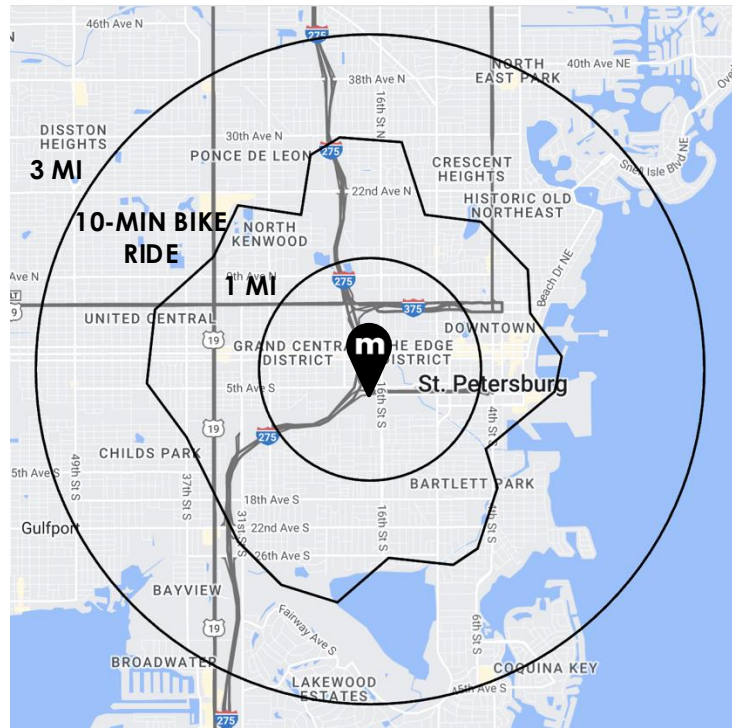 46th Ave N
275
NORTH
EAST PARK
40th Ave NE
38th Ave N
16th St N
DISSTON
HEIGHTS
30th Ave N
PONCE DE LEON
275
3 MI
CRESCENT
HEIGHTS
Snell Isle Blvd NE
22nd Ave N
HISTORIC OLD
NORTHEAST
10-MIN BIKE
RIDE
NORTH
KENWOOD
Ave N
9th Ave N
275
1 MI
Beach Dr NE
375
UNITED CENTRAL
DOWNTOWN
19
GRAND CENTRAL
DISTRICT
m
THE EDGE
DISTRICT
5th Ave S
16th St S
St. Petersburg
4th St S
19
275
CHILDS PARK
5th Ave S
49th St S
37th St S
31st St S
18th Ave S
BARTLETT PARK
Gulfport
22nd Ave S
16th St S
4th St S
26th Ave S
BAYVIEW
Fairway Ave S
6th St S
19
BROADWATER
COQUINA KEY
LAKEWOOD
ESTATES
45th Ave S
275